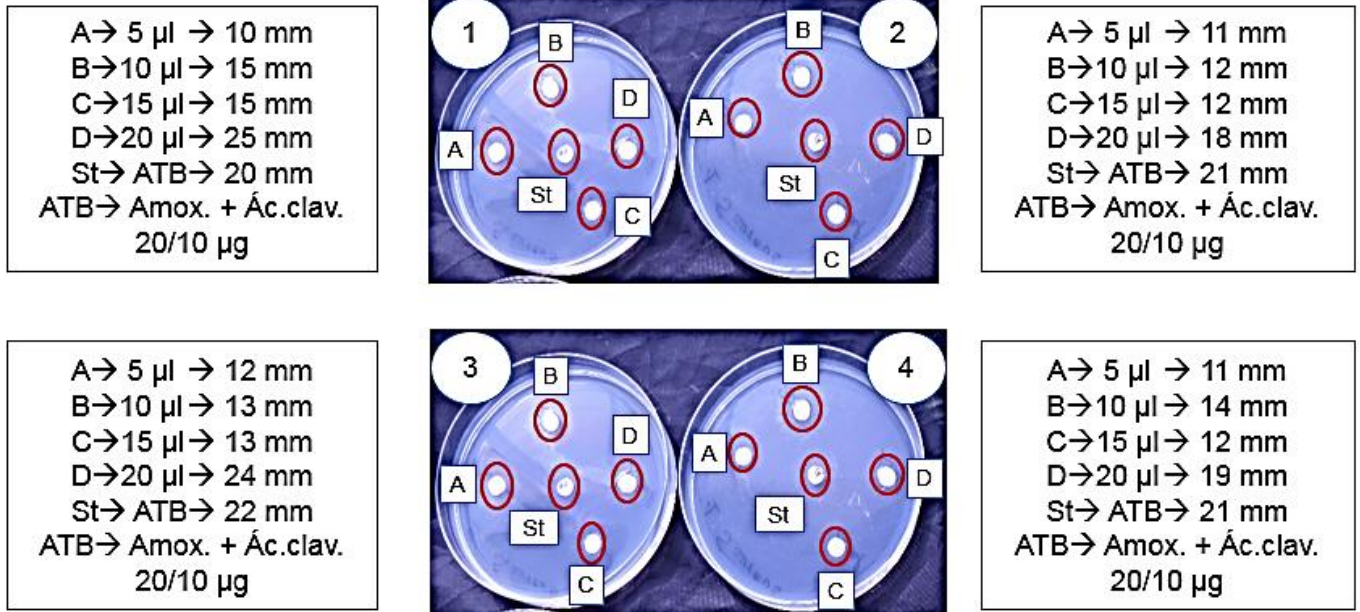 A→ 5 µl → 10 mm
B→10 µl→ 15 mm
C→15 µl→ 15 mm
D→20 µl→ 25 mm
St→ ATB→ 20 mm
ATB→ Amox. + Ác.clav.
20/10 µg
1
B
D
A
St
C
2
B
A
D
St
C
A→ 5 µl → 11 mm
B→10 µl→ 12 mm
C→15 µl→ 12 mm
D→20 µl→ 18 mm
St→ ATB→ 21 mm
ATB→ Amox. + Ác.clav.
20/10 µg
A→ 5 µl → 12 mm
B→10 µl→ 13 mm
C→15 µl→ 13 mm
D→20 µl→ 24 mm
St→ ATB→ 22 mm
ATB→ Amox. + Ác.clav.
20/10 µg
3
B
D
A
St
C
4
B
A
D
St
C
A→ 5 µl → 11 mm
B→10 µl→ 14 mm
C→15 µl→ 12 mm
D→20 µl→ 19 mm
St→ ATB→ 21 mm
ATB→ Amox. + Ác.clav.
20/10 µg